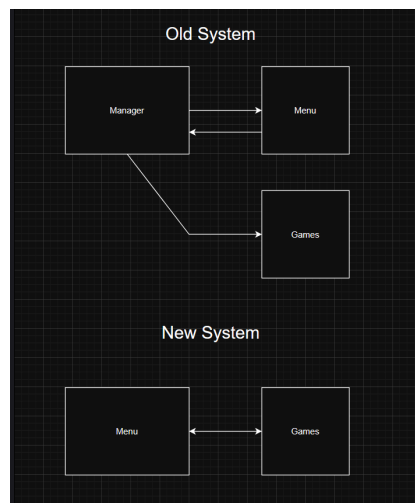 Old System
Manager
Menu
Games
New System
Menu
Games